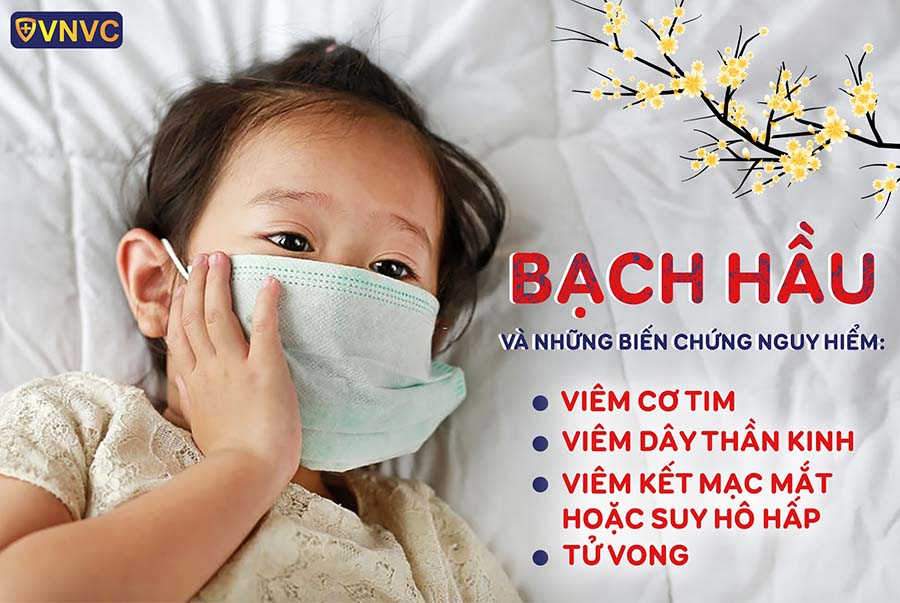 VNVC
BẠCH HẦU
VÀ NHỮNG BIẾN CHỨNG NGUY HIỂM:
• VIÊM CƠ TIM
• VIÊM DÂY THẦN KINH
• VIÊM KẾT MẠC MẮT
HOẶC SUY HÔ HẤP
• TỬ VONG